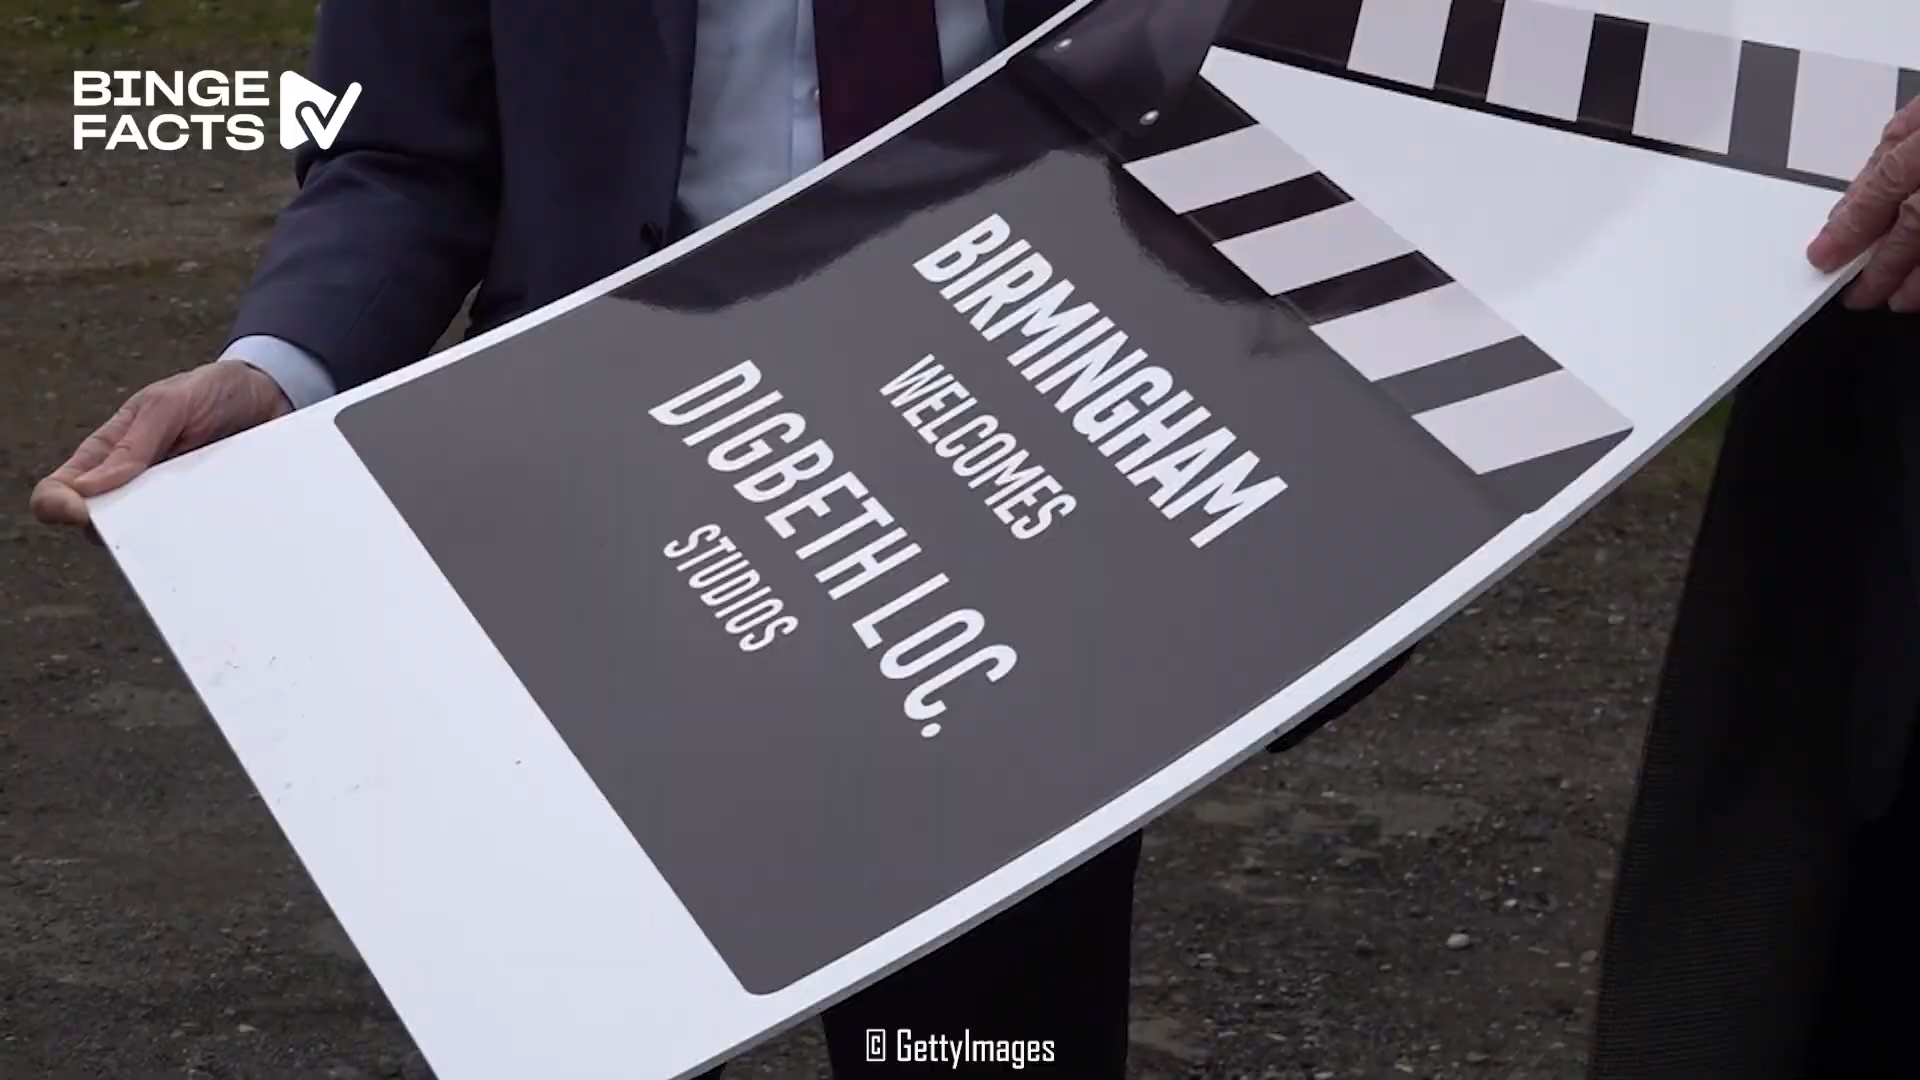 BINGE
FACTS
BIRMINGHAM
WELCOMES
DIGBETH LOC.
STUDIOS
© GettyImages